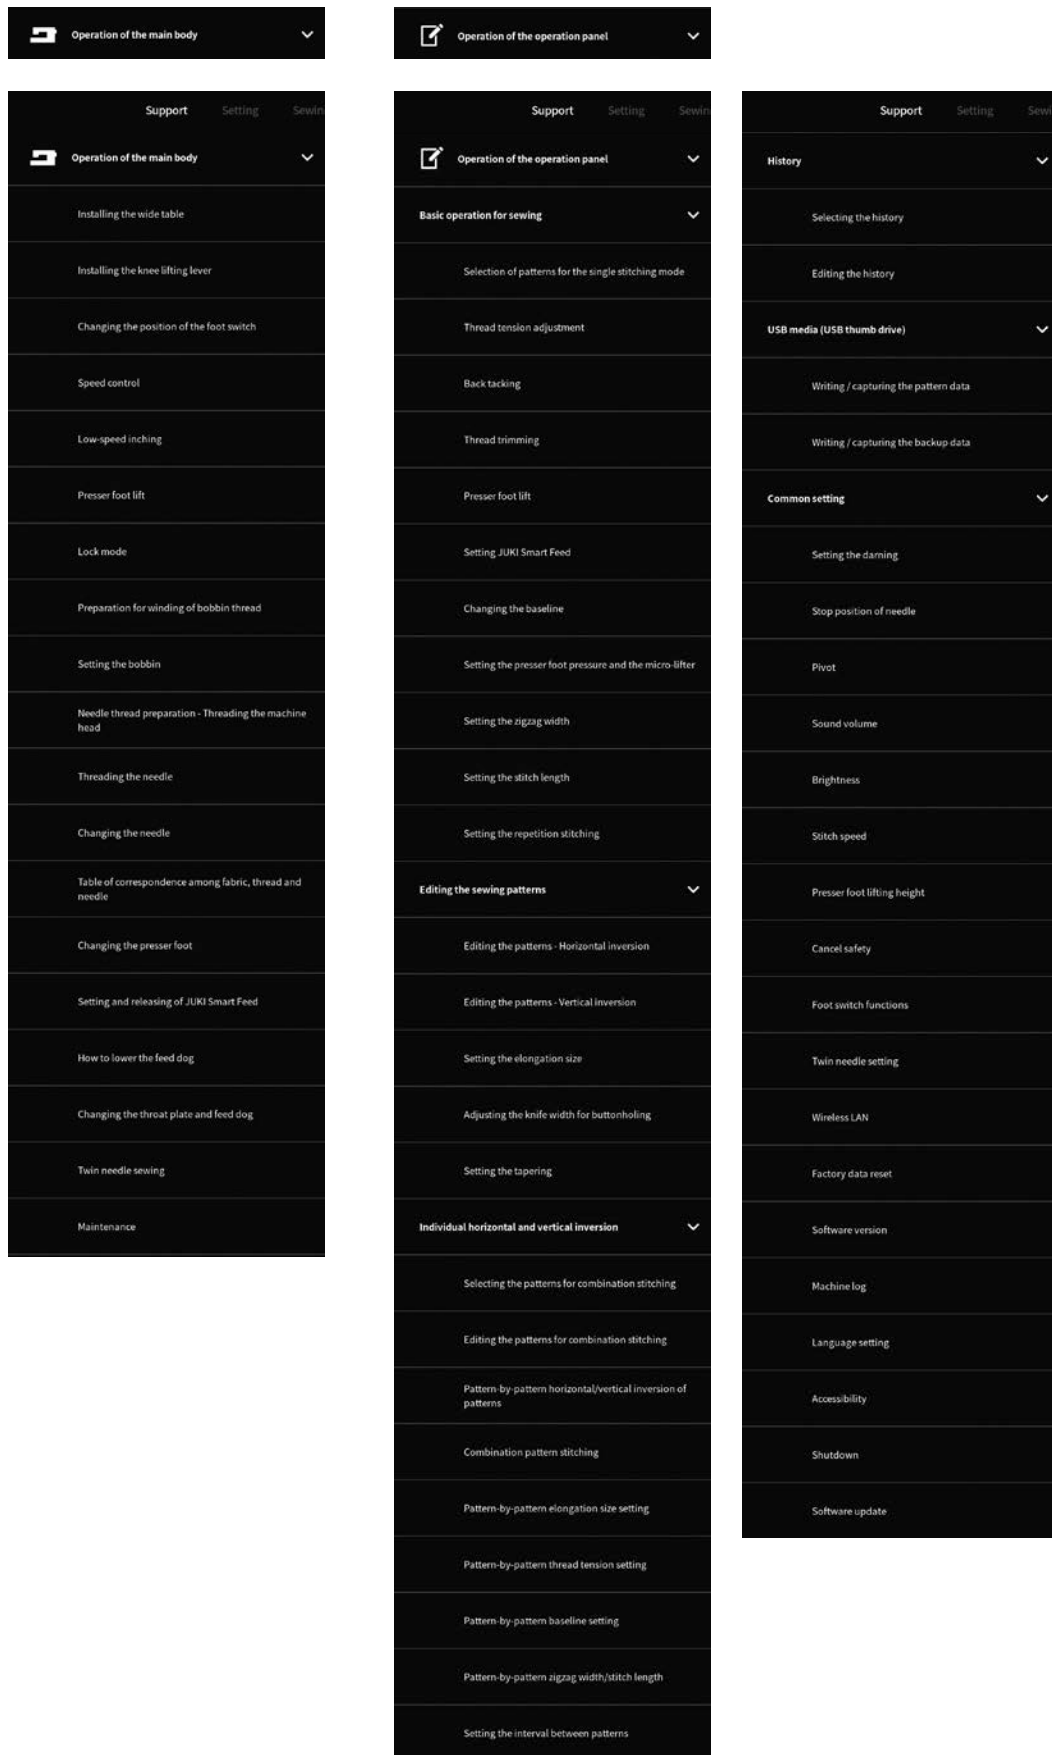 Operation of the main body
Support Setting Sewin
Operation of the main body
Installing the wide table
Installing the knee lifting lever
Changing the position of the foot switch
Speed control
Low-speed inching
Presser foot lift
Lock mode
Preparation for winding of bobbin thread
Setting the bobbin
Needle thread preparation - Threading the machine
head
Threading the needle
Changing the needle
Table of correspondence among fabric, thread and
needle
Changing the presser foot
Setting and releasing of JUKI Smart Feed
How to lower the feed dog
Changing the throat plate and feed dog
Twin needle sewing
Maintenance
Operation of the operation panel
Support Setting Sewin
Operation of the operation panel
Basic operation for sewing
Selection of patterns for the single stitching mode
Thread tension adjustment
Back tacking
Thread trimming
Presser foot lift
Setting JUKI Smart Feed
Changing the baseline
Setting the presser foot pressure and the micro-lifter
Setting the zigzag width
Setting the stitch length
Setting the repetition stitching
Editing the sewing patterns
Editing the patterns - Horizontal inversion
Editing the patterns - Vertical inversion
Setting the elongation size
Adjusting the knife width for buttonholing
Setting the tapering
Individual horizontal and vertical inversion
Selecting the patterns for combination stitching
Editing the patterns for combination stitching
Pattern-by-pattern horizontal/vertical inversion of
patterns
Combination pattern stitching
Pattern-by-pattern elongation size setting
Pattern-by-pattern thread tension setting
Pattern-by-pattern baseline setting
Pattern-by-pattern zigzag width/stitch length
Setting the interval between patterns
Support Setting Sewi
History
Selecting the history
Editing the history
USB media (USB thumb drive)
Writing / capturing the pattern data
Writing / capturing the backup data
Common setting
Setting the darning
Stop position of needle
Pivot
Sound volume
Brightness
Stitch speed
Presser foot lifting height
Cancel safety
Foot switch functions
Twin needle setting
Wireless LAN
Factory data reset
Software version
Machine log
Language setting
Accessibility
Shutdown
Software update